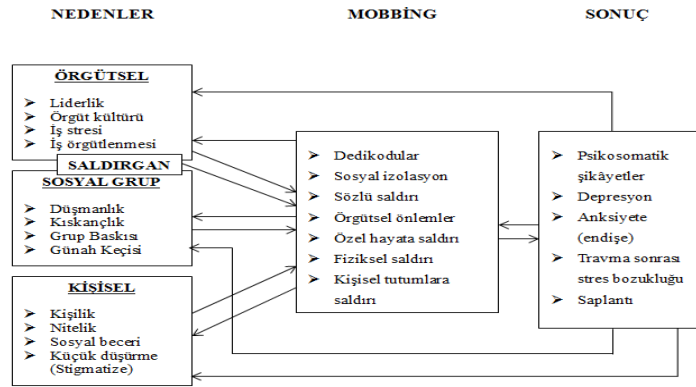 NEDENLER
MOBBİNG
SONUÇ
ÖRGÜTSEL
Liderlik
Örgüt kültürü
İş stresi
İş örgütlenmesi
SALDIRGAN
SOSYAL GRUP
Düşmanlık
Kıskançlık
Grup Baskısı
Günah Keçisi
KİŞİSEL
Kişilik
Nitelik
Sosyal beceri
Küçük düşürme
(Stigmatize)
Dedikodular
Sosyal izolasyon
Sözlü saldırı
Örgütsel önlemler
Özel hayata saldırı
Fiziksel saldırı
Kişisel tutumlara
saldırı
Psikosomatik
şikâyetler
Depresyon
Anksiyete
(endişe)
Travma sonrası
stres bozukluğu
Saplantı